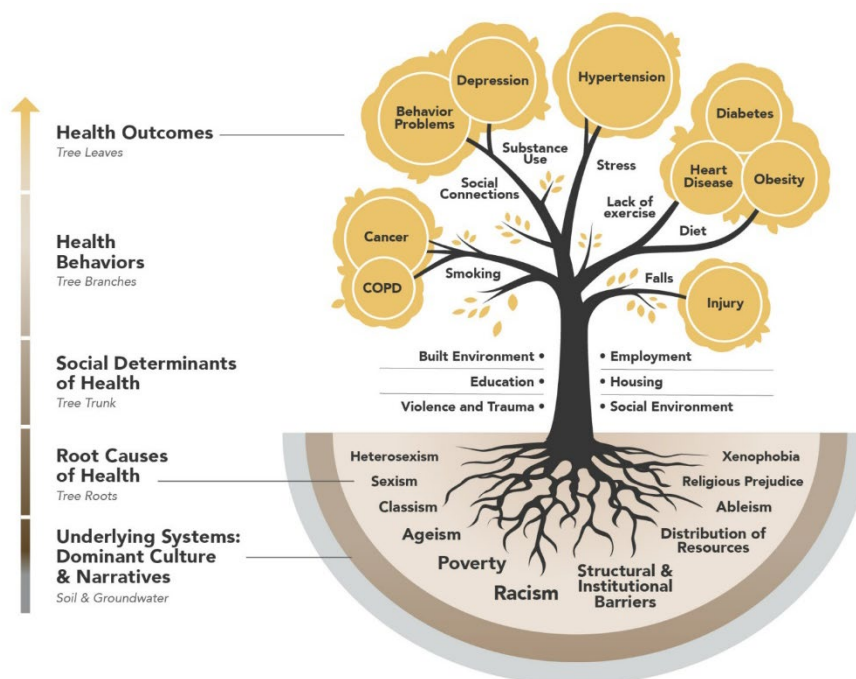 Health Outcomes
Tree Leaves
Health
Behaviors
Tree Branches
Social Determinants
of Health
Tree Trunk
Root Causes
of Health
Tree Roots
Underlying Systems:
Dominant Culture
& Narratives
Soil & Groundwater
Depression
Behavior
Problems
Hypertension
Diabetes
Heart
Disease
Obesity
Substance
Use
Stress
Social
Connections
Lack of
exercise
Diet
Cancer
COPD
Smoking
Falls
Injury
Built Environment •
• Employment
Education •
• Housing
Violence and Trauma •
• Social Environment
Heterosexism
Sexism
Classism
Ageism
Poverty
Racism
Structural &
Institutional
Barriers
Xenophobia
Religious Prejudice
Ableism
Distribution of
Resources